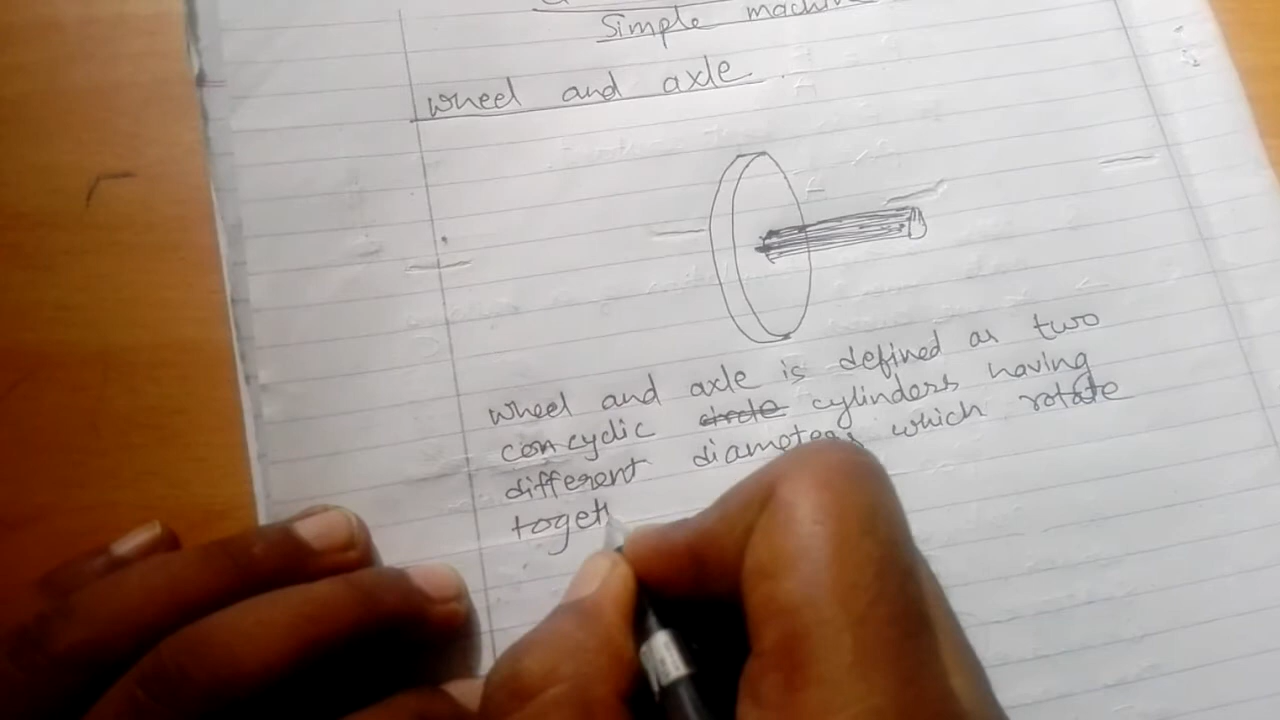 Simple machine
wheel and axle
wheel and axle is defined as two
concyclic circle cylinders having
different diameters which rotate
togeth